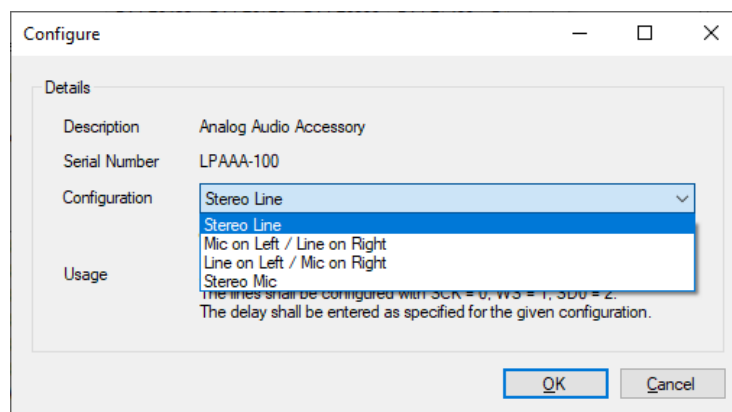 Configure
Details
Description Analog Audio Accessory
Serial Number LPAAA-100
Configuration Stereo Line
Stereo Line
Mic on Left / Line on Right
Line on Left / Mic on Right
Stereo Mic
Usage
The lines shall be configured with SCK = 0, WS = 1, SD0 = 2.
The delay shall be entered as specified for the given configuration.
OK Cancel